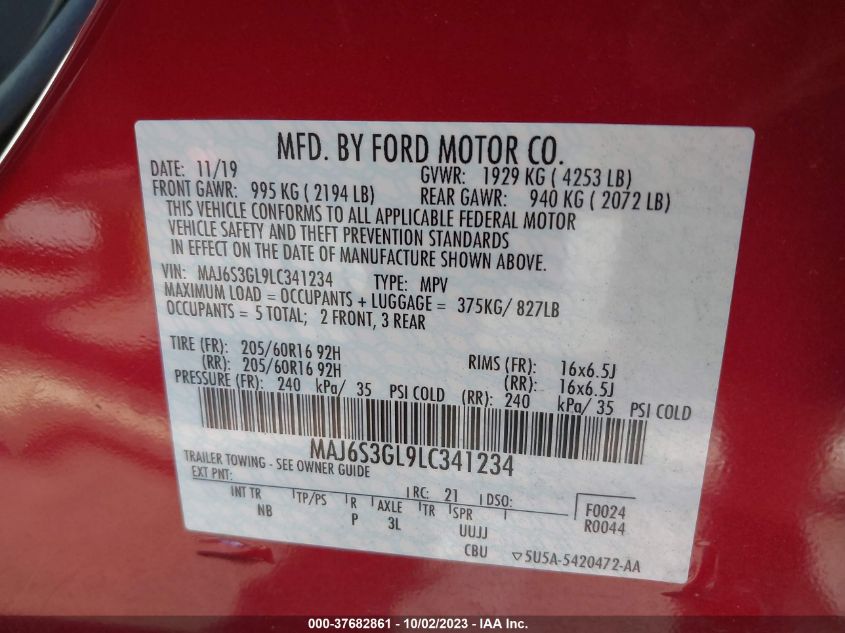 MFD. BY FORD MOTOR CO.
DATE: 11/19 GVWR: 1929 KG ( 4253 LB)
FRONT GAWR: 995 KG ( 2194 LB) REAR GAWR: 940 KG ( 2072 LB)
THIS VEHICLE CONFORMS TO ALL APPLICABLE FEDERAL MOTOR
VEHICLE SAFETY AND THEFT PREVENTION STANDARDS
IN EFFECT ON THE DATE OF MANUFACTURE SHOWN ABOVE.
VIN: MAJ6S3GL9LC341234 TYPE: MPV
MAXIMUM LOAD = OCCUPANTS + LUGGAGE = 375KG/ 827LB
OCCUPANTS = 5 TOTAL; 2 FRONT, 3 REAR
TIRE (FR): 205/60R16 92H RIMS (FR): 16x6.5J
(RR): 205/60R16 92H (RR): 16x6.5J
PRESSURE (FR): 240 kPa/ 35 PSI COLD (RR): 240 kPa/ 35 PSI COLD
MAJ6S3GL9LC341234
TRAILER TOWING - SEE OWNER GUIDE
EXT PNT: RC: 21 DSO:
INT TR TP/PS R AXLE TR SPR F0024
NB P 3L UUJJ R0044
CBU ▽5U5A-5420472-AA
000-37682861 - 10/02/2023 - IAA Inc.